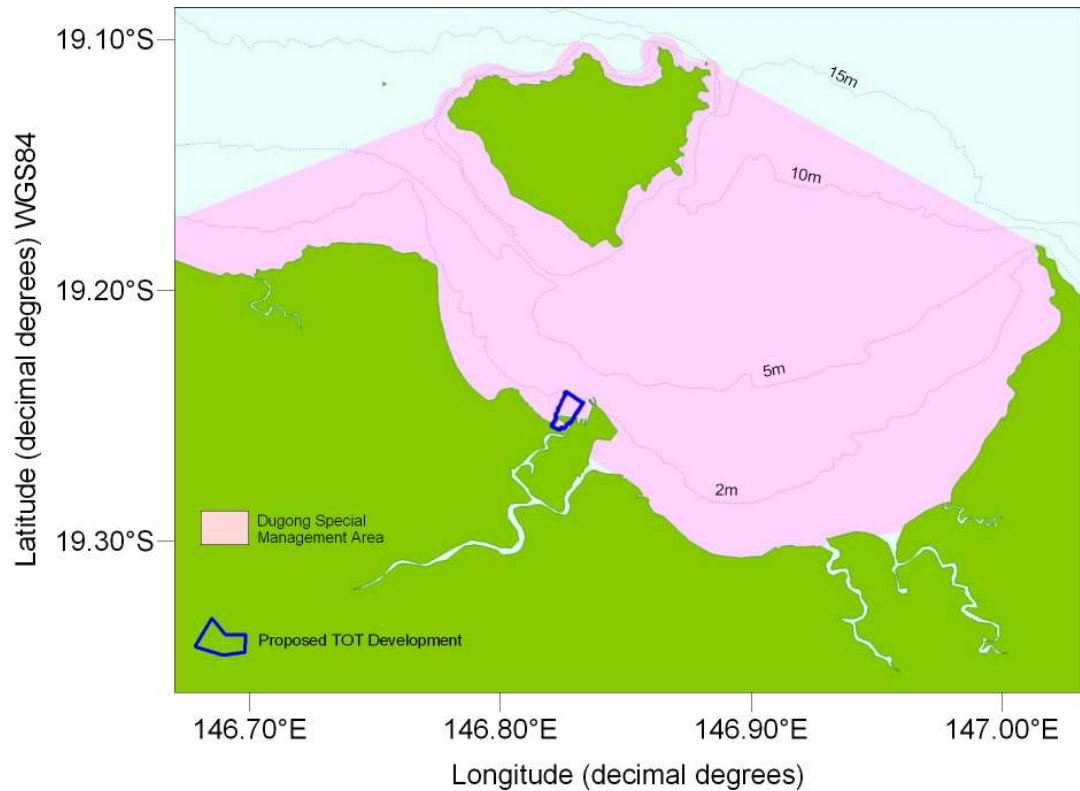 19.10°S
19.20°S
19.30°S
Latitude (decimal degrees) WGS84
15m
10m
5m
2m
Dugong Special
Management Area
Proposed TOT Development
146.70°E
146.80°E
146.90°E
147.00°E
Longitude (decimal degrees)